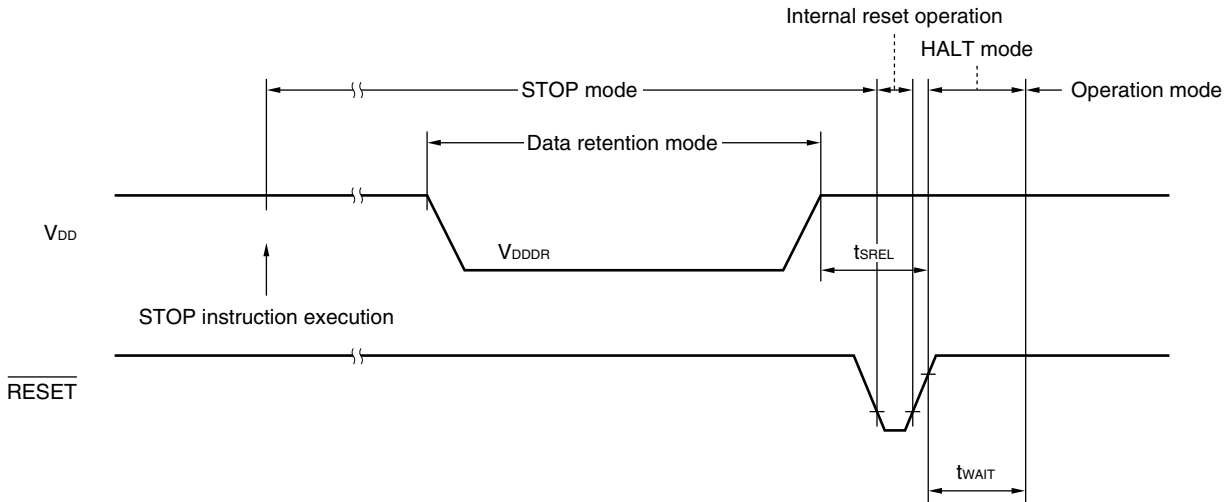 Internal reset operation
HALT mode
STOP mode
Operation mode
Data retention mode
VDD
VDDDR
tSREL
STOP instruction execution
RESET
tWAIT